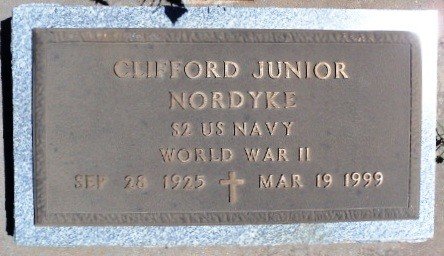 CLIFFORD JUNIOR
NORDYKE
S2 US NAVY
WORLD WAR II
SEP 28 1925 ✝ MAR 19 1999